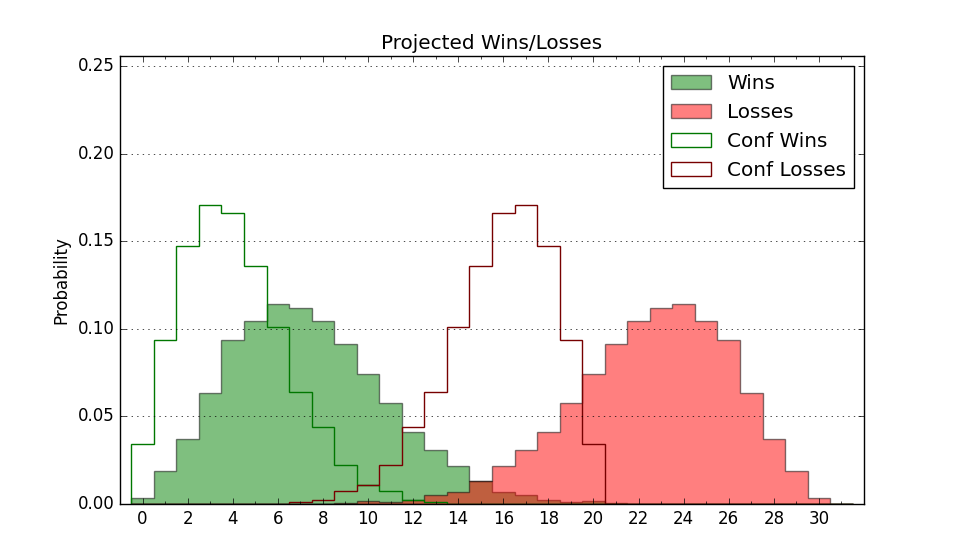 Projected Wins/Losses
Wins
Losses
Conf Wins
Conf Losses
Probability
0.25
0.20
0.15
0.10
0.05
0.00
0 2 4 6 8 10 12 14 16 18 20 22 24 26 28 30